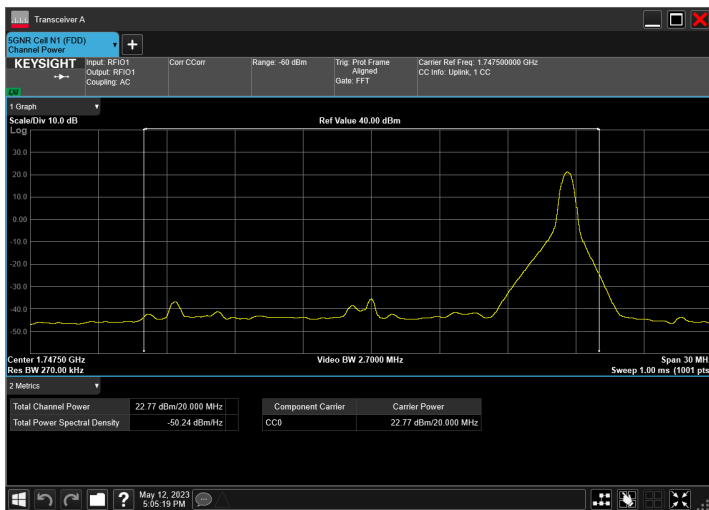 Transceiver A
5GNR Cell N1 (FDD)
Channel Power
+
KEYSIGHT
LXI
Input: RFIO1
Output: RFIO1
Coupling: AC
Corr CCorr
Range: -60 dBm
Trig: Prot Frame
Aligned
Gate: FFT
Carrier Ref Freq: 1.747500000 GHz
CC Info: Uplink, 1 CC
1 Graph
Scale/Div 10.0 dB
Ref Value 40.00 dBm
Log
30.0
20.0
10.0
0.00
-10.0
-20.0
-30.0
-40.0
-50.0
Center 1.74750 GHz
Video BW 2.7000 MHz
Span 30 MH
Res BW 270.00 kHz
Sweep 1.00 ms (1001 pts
2 Metrics
Total Channel Power 22.77 dBm/20.000 MHz
Total Power Spectral Density -50.24 dBm/Hz
Component Carrier Carrier Power
CC0 22.77 dBm/20.000 MHz
?
May 12, 2023
5:05:19 PM